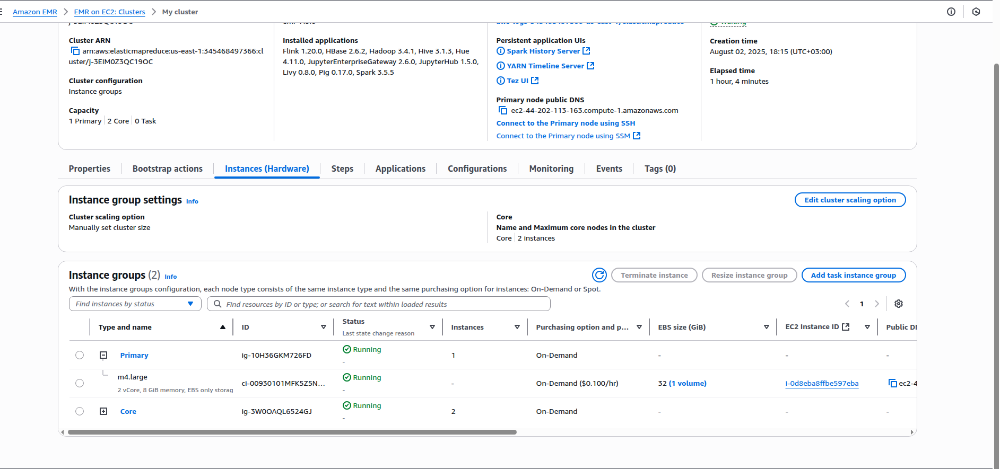 Amazon EMR
EMR on EC2: Clusters
My cluster
Waiting
Cluster ARN
arn:aws:elasticmapreduce:us-east-1:345468497366:cl
uster/j-3EIM0Z3QC19OC
Cluster configuration
Instance groups
Capacity
1 Primary
2 Core
0 Task
Installed applications
Flink 1.20.0, HBase 2.6.2, Hadoop 3.4.1, Hive 3.1.3, Hue
4.11.0, JupyterEnterpriseGateway 2.6.0, JupyterHub 1.5.0,
Livy 0.8.0, Pig 0.17.0, Spark 3.5.5
Persistent application UIs
Spark History Server
YARN Timeline Server
Tez UI
Primary node public DNS
ec2-44-202-113-163.compute-1.amazonaws.com
Connect to the Primary node using SSH
Connect to the Primary node using SSM
Creation time
August 02, 2025, 18:15 (UTC+03:00)
Elapsed time
1 hour, 4 minutes
Properties
Bootstrap actions
Instances (Hardware)
Steps
Applications
Configurations
Monitoring
Events
Tags (0)
Instance group settings Info
Edit cluster scaling option
Cluster scaling option
Manually set cluster size
Core
Name and Maximum core nodes in the cluster
Core
2 instances
Instance groups (2) Info
Terminate instance
Resize instance group
Add task instance group
With the instance groups configuration, each node type consists of the same instance type and the same purchasing option for instances: On-Demand or Spot.
Find instances by status
Find resources by ID or type; or search for text within loaded results
1
Type and name
ID
Status
Last state change reason
Instances
Purchasing option and p...
EBS size (GiB)
EC2 Instance ID
Public D
Primary
ig-10H36GKM726FD
Running
-
1
On-Demand
-
-
-
m4.large
2 vCore, 8 GiB memory, EBS only storag
ci-00930101MFK5Z5N...
Running
-
-
On-Demand ($0.100/hr)
32 (1 volume)
i-0d8eba8ffbe597eba
ec2-4
Core
ig-3W0OAQL6524GJ
Running
-
2
On-Demand
-
-
-